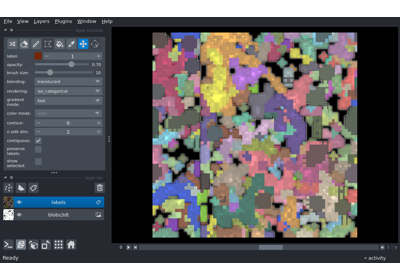 File View Layers Plugins Window Help
label: 1
opacity: 0.70
brush size: 10
blending: translucent
rendering: iso_categorical
gradient mode: fast
color mode:
contour: 0
n edit dim: 2
contiguous:
preserve labels:
show selected:
labels
blobs3dt
0
Ready
activity